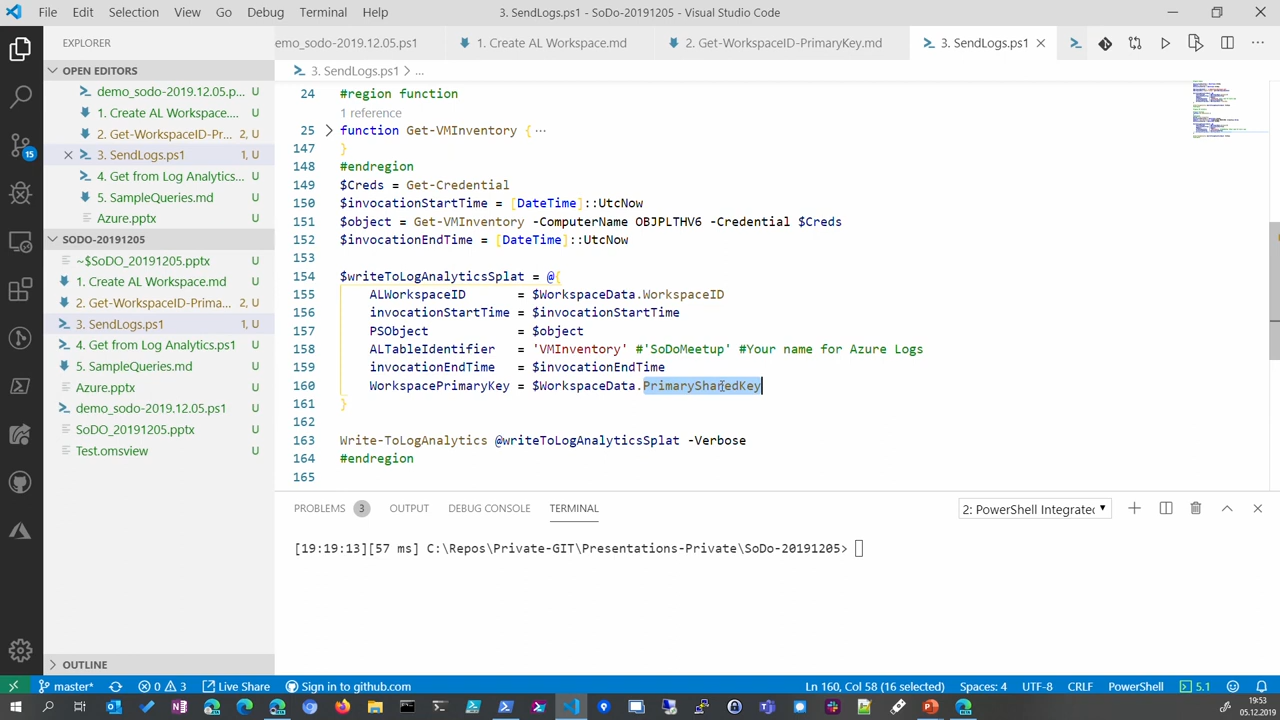 File Edit Selection View Go Debug Terminal Help 3. SendLogs.ps1 - SoDo-20191205 - Visual Studio Code
EXPLORER
emo_sodo-2019.12.05.ps1 1. Create AL Workspace.md 2. Get-WorkspaceID-PrimaryKey.md 3. SendLogs.ps1
OPEN EDITORS
demo_sodo-2019.12.05.p... U
1. Create AL Workspace.... U
2. Get-WorkspaceID-Pr... 2, U
3. SendLogs.ps1 1, U
4. Get from Log Analytics... U
5. SampleQueries.md U
Azure.pptx U
SODO-20191205
~$SoDO_20191205.pptx U
1. Create AL Workspace.md U
2. Get-WorkspaceID-Prima... 2, U
3. SendLogs.ps1 1, U
4. Get from Log Analytics.ps1 U
5. SampleQueries.md U
Azure.pptx U
demo_sodo-2019.12.05.ps1 U
SoDO_20191205.pptx U
Test.omsview U
OUTLINE
15
3. SendLogs.ps1 > ...
24 #region function
1 reference
25 function Get-VMInventory { ...
147 }
148 #endregion
149 $Creds = Get-Credential
150 $invocationStartTime = [DateTime]::UtcNow
151 $object = Get-VMInventory -ComputerName OBJPLTHV6 -Credential $Creds
152 $invocationEndTime = [DateTime]::UtcNow
153
154 $writeToLogAnalyticsSplat = @{
155 ALWorkspaceID = $WorkspaceData.WorkspaceID
156 invocationStartTime = $invocationStartTime
157 PSObject = $object
158 ALTableIdentifier = 'VMInventory' #'SoDoMeetup' #Your name for Azure Logs
159 invocationEndTime = $invocationEndTime
160 WorkspacePrimaryKey = $WorkspaceData.PrimarySharedKey
161 }
162
163 Write-ToLogAnalytics @writeToLogAnalyticsSplat -Verbose
164 #endregion
165
PROBLEMS 3 OUTPUT DEBUG CONSOLE TERMINAL 2: PowerShell Integrated
[19:19:13][57 ms] C:\Repos\Private-GIT\Presentations-Private\SoDo-20191205>
master* 0 3 Live Share Sign in to github.com Ln 160, Col 58 (16 selected) Spaces: 4 UTF-8 CRLF PowerShell 5.1
19:53
05.12.2019